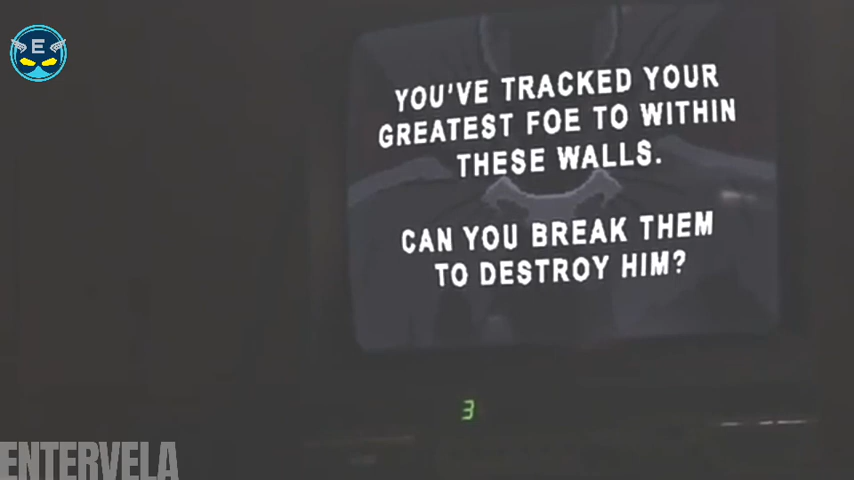 E
YOU'VE TRACKED YOUR
GREATEST FOE TO WITHIN
THESE WALLS.
CAN YOU BREAK THEM
TO DESTROY HIM?
3
ENTERVELA